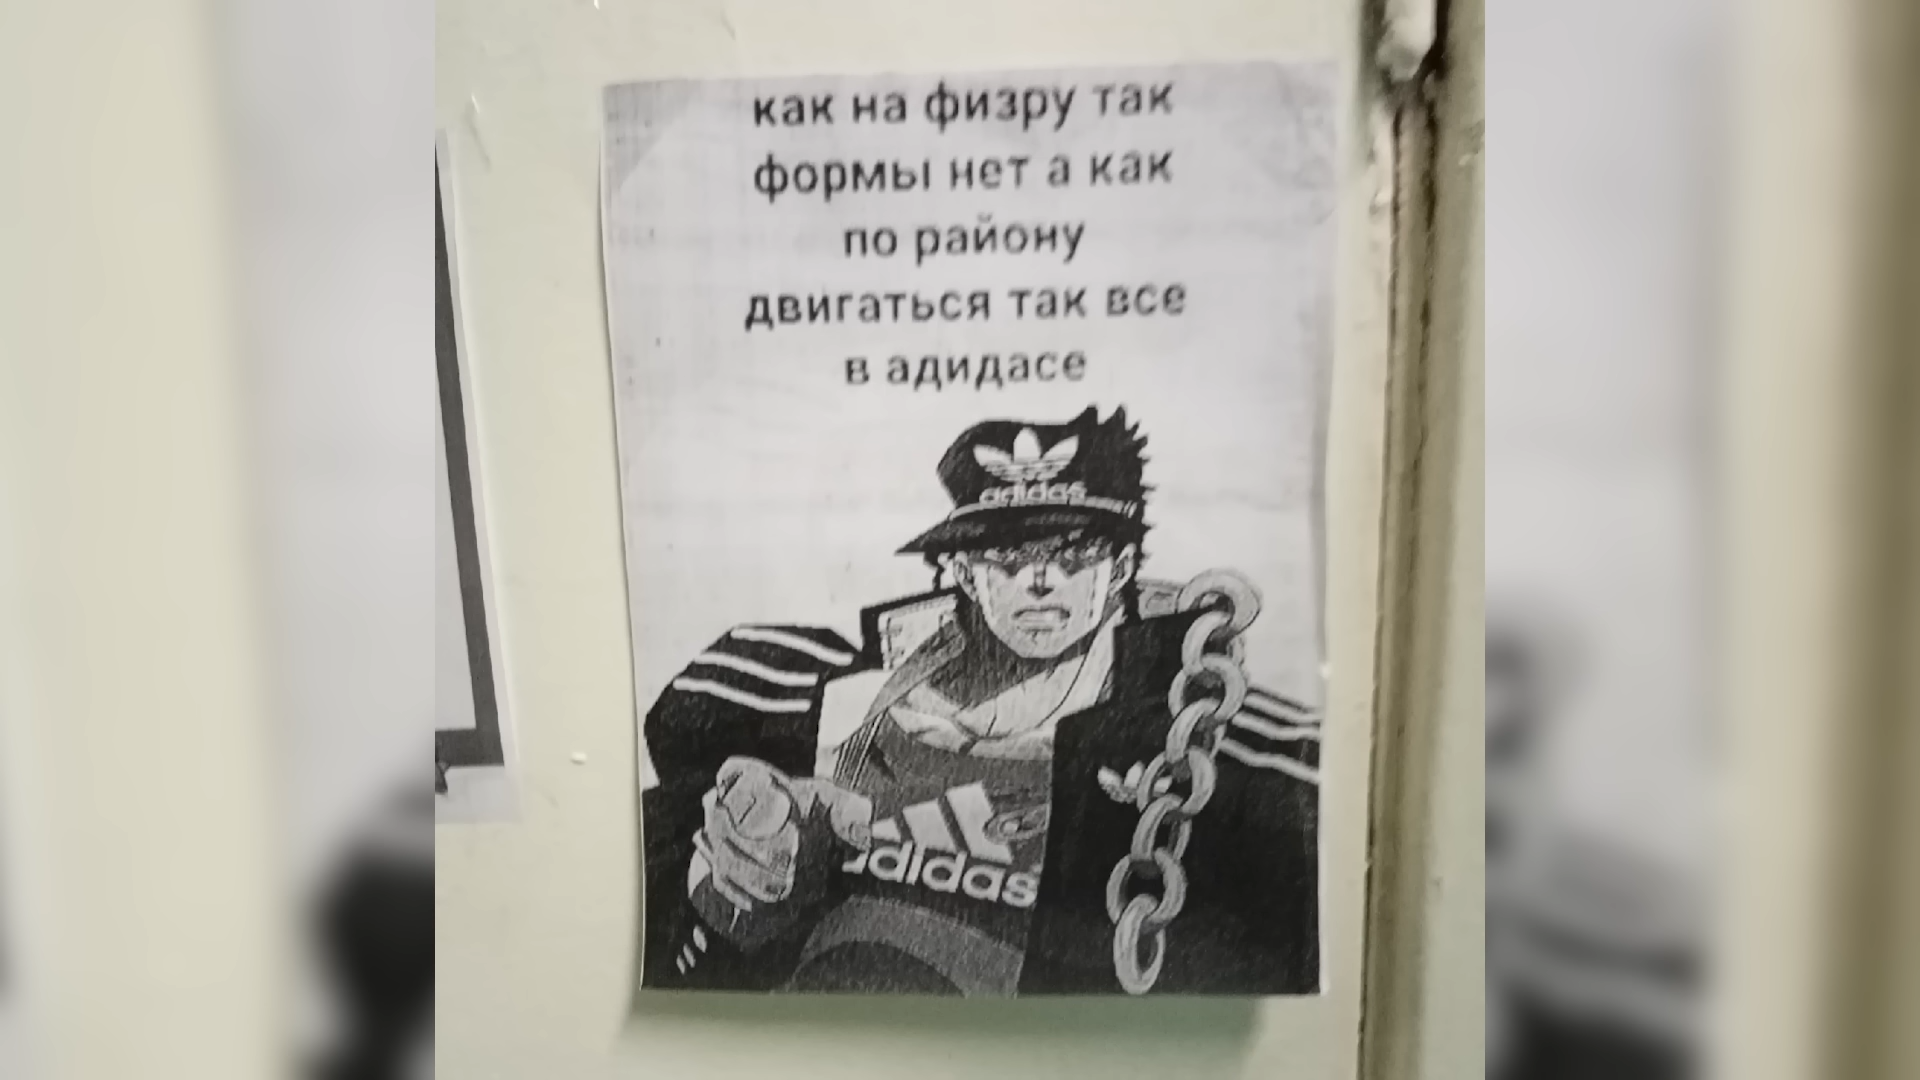 как на физру так
формы нет а как
по району
двигаться так все
в адидасе
adidas
adidas